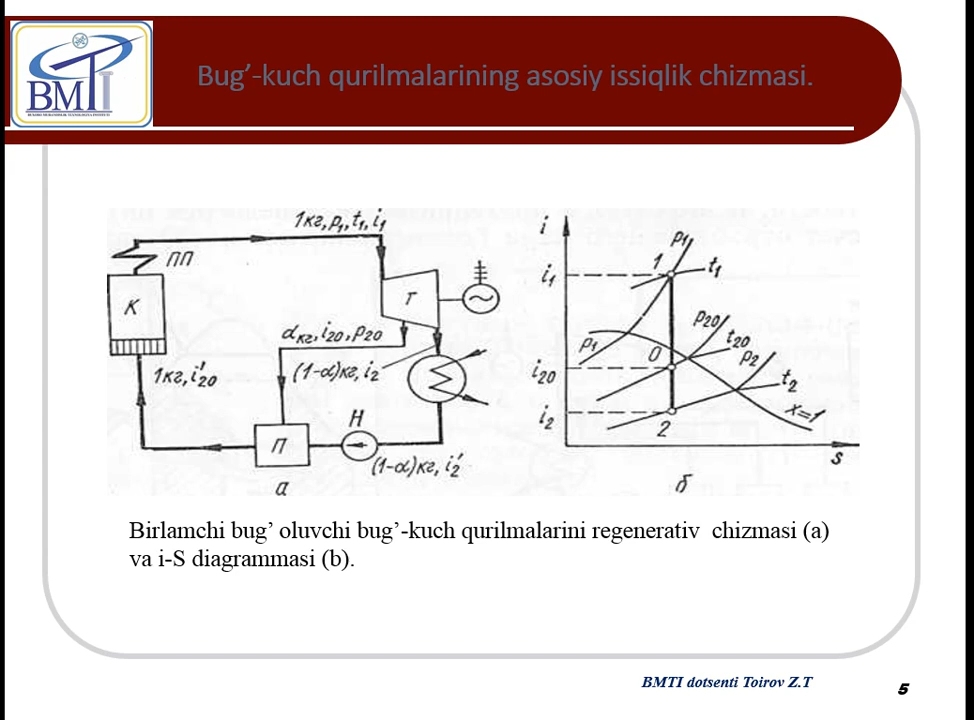 Bug’-kuch qurilmalarining asosiy issiqlik chizmasi.
BMTI
1кг, p₁, t₁, i₁
ПП
К
Т
αкг, i₂₀, p₂₀
(1-α)кг, i₂
1кг, i₂₀'
Н
П
(1-α)кг, i₂'
а
i
p₁
1
t₁
i₁
p₂₀
t₂₀
p₁
0
p₂
i₂₀
t₂
i₂
2
x=1
s
б
Birlamchi bug’ oluvchi bug’-kuch qurilmalarini regenerativ chizmasi (a)
va i-S diagrammasi (b).
BMTI dotsenti Toirov Z.T
5